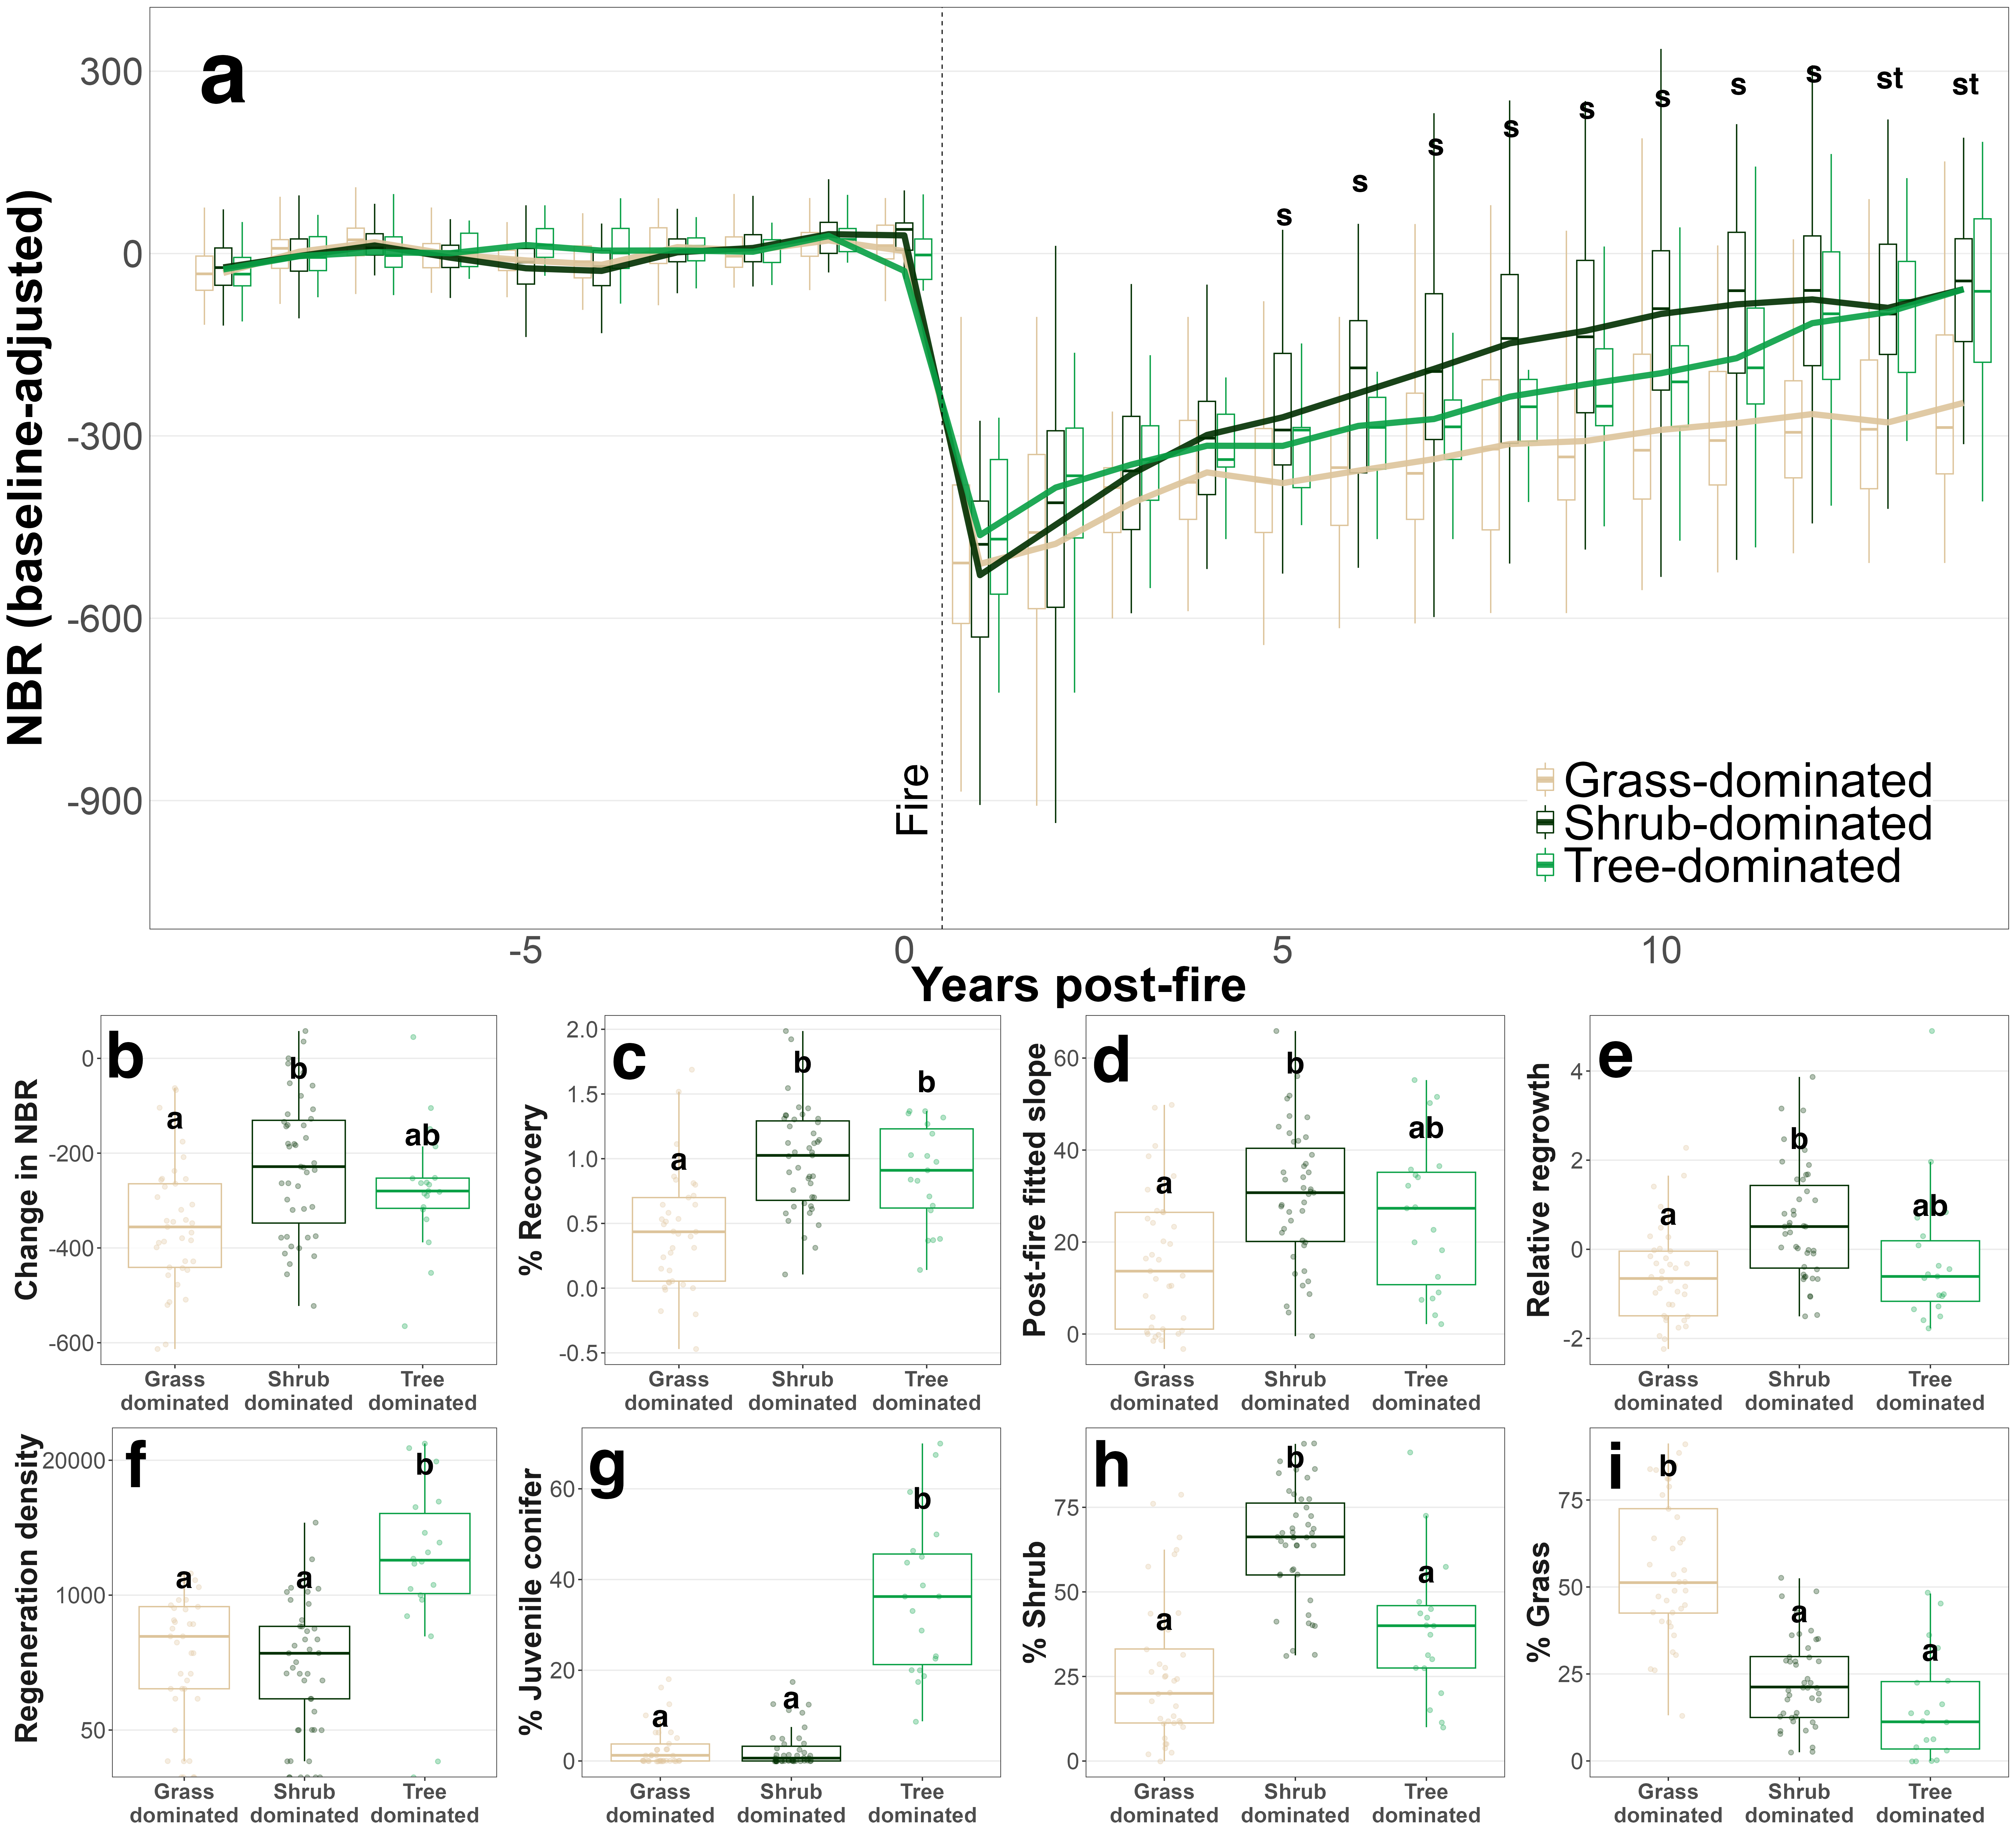 a
NBR (baseline-adjusted)
300
0
-300
-600
-900
s
s
s
s
s
s
s
s
st
st
Fire
Grass-dominated
Shrub-dominated
Tree-dominated
-5
0
5
10
Years post-fire
b
Change in NBR
0
-200
-400
-600
a
b
ab
Grass
dominated
Shrub
dominated
Tree
dominated
c
% Recovery
2.0
1.5
1.0
0.5
0.0
-0.5
a
b
b
Grass
dominated
Shrub
dominated
Tree
dominated
d
Post-fire fitted slope
60
40
20
0
a
b
ab
Grass
dominated
Shrub
dominated
Tree
dominated
e
Relative regrowth
4
2
0
-2
a
b
ab
Grass
dominated
Shrub
dominated
Tree
dominated
f
Regeneration density
20000
1000
50
a
a
b
Grass
dominated
Shrub
dominated
Tree
dominated
g
% Juvenile conifer
60
40
20
0
a
a
b
Grass
dominated
Shrub
dominated
Tree
dominated
h
% Shrub
75
50
25
0
a
b
a
Grass
dominated
Shrub
dominated
Tree
dominated
i
% Grass
75
50
25
0
b
a
a
Grass
dominated
Shrub
dominated
Tree
dominated